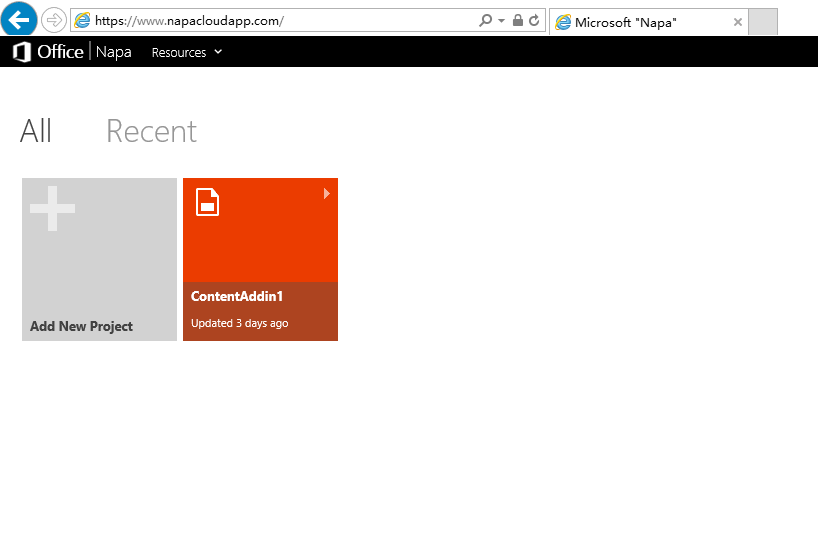 https://www.napacloudapp.com/
Microsoft "Napa"
Office Napa Resources
All Recent
Add New Project
ContentAddin1
Updated 3 days ago